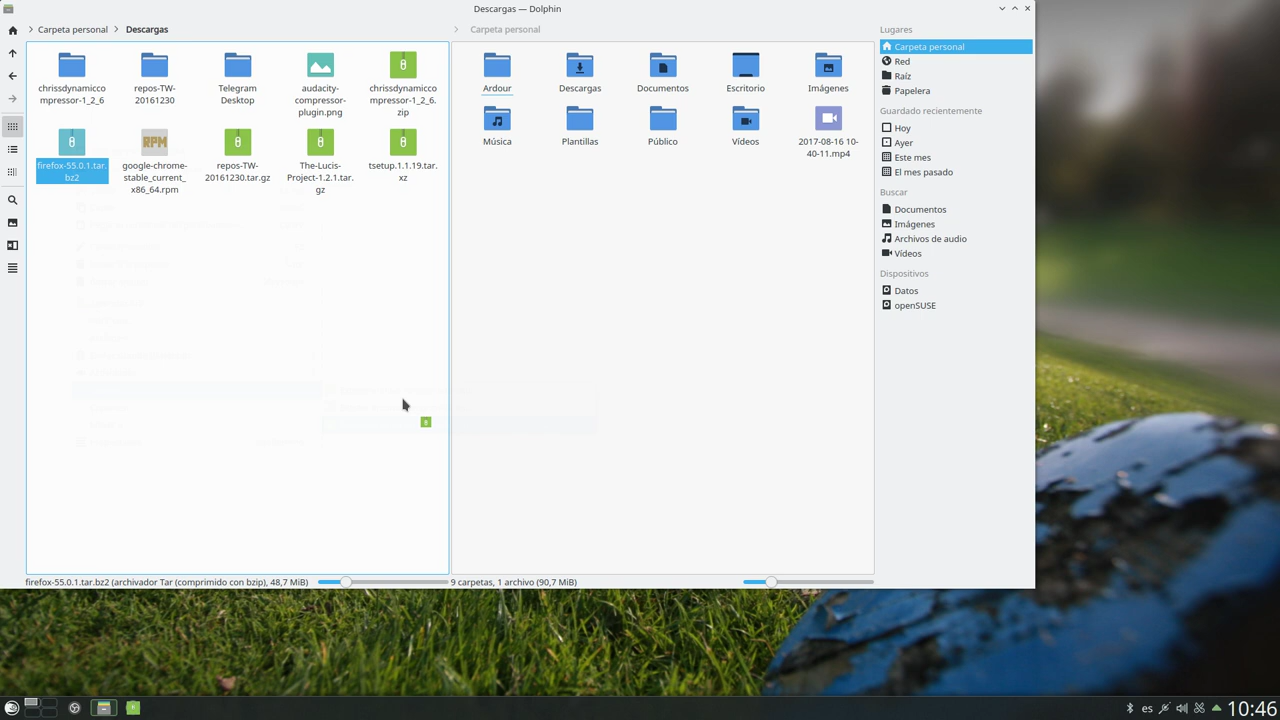 Descargas — Dolphin
Carpeta personal
Descargas
Carpeta personal
chrissdynamiccompressor-1_2_6
repos-TW-
20161230
Telegram
Desktop
audacity-
compressor-
plugin.png
chrissdynamicco
mpressor-1_2_6.
zip
firefox-55.0.1.tar.
bz2
google-chrome-
stable_current_
x86_64.rpm
RPM
repos-TW-
20161230.tar.gz
The-Lucis-
Project-1.2.1.tar.
gz
tsetup.1.1.19.tar.
xz
Ardour
Descargas
Documentos
Escritorio
Imágenes
Música
Plantillas
Público
Vídeos
2017-08-16 10-
40-11.mp4
Lugares
Carpeta personal
Red
Raíz
Papelera
Guardado recientemente
Hoy
Ayer
Este mes
El mes pasado
Buscar
Documentos
Imágenes
Archivos de audio
Vídeos
Dispositivos
Datos
openSUSE
firefox-55.0.1.tar.bz2 (archivador Tar (comprimido con bzip), 48,7 MiB)
9 carpetas, 1 archivo (90,7 MiB)
es
10:46